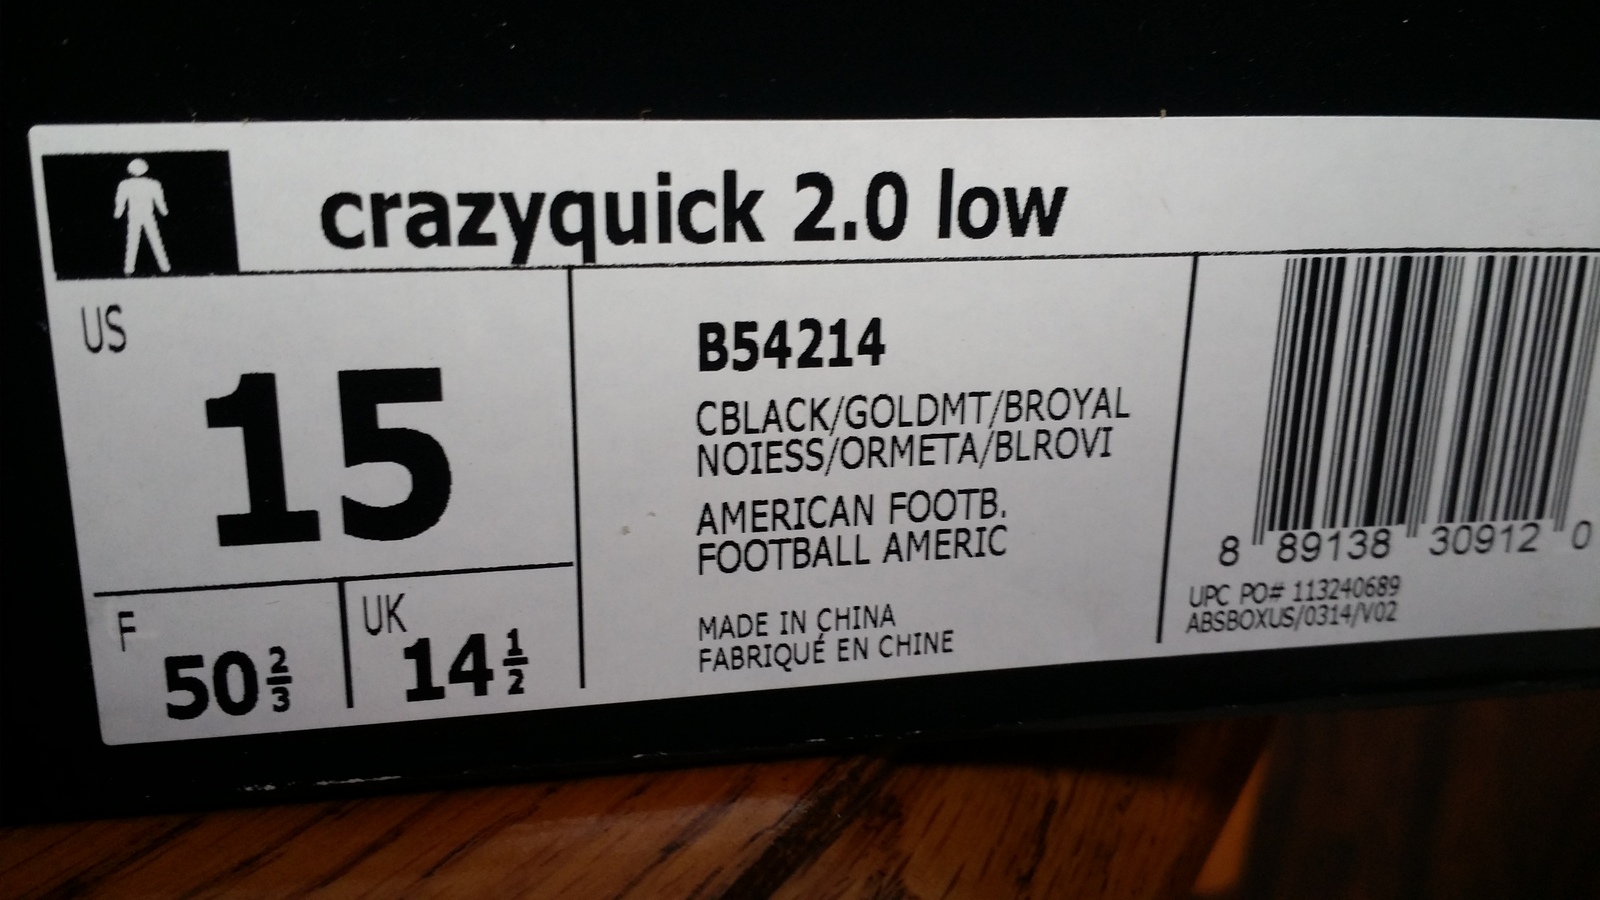 crazyquick 2.0 low
US
15
F
50 2/3
UK
14 1/2
B54214
CBLACK/GOLDMT/BROYAL
NOIESS/ORMETA/BLROVI
AMERICAN FOOTB.
FOOTBALL AMERIC
MADE IN CHINA
FABRIQUÉ EN CHINE
8 89138 30912 0
UPC PO# 113240689
ABSBOXUS/0314/V02